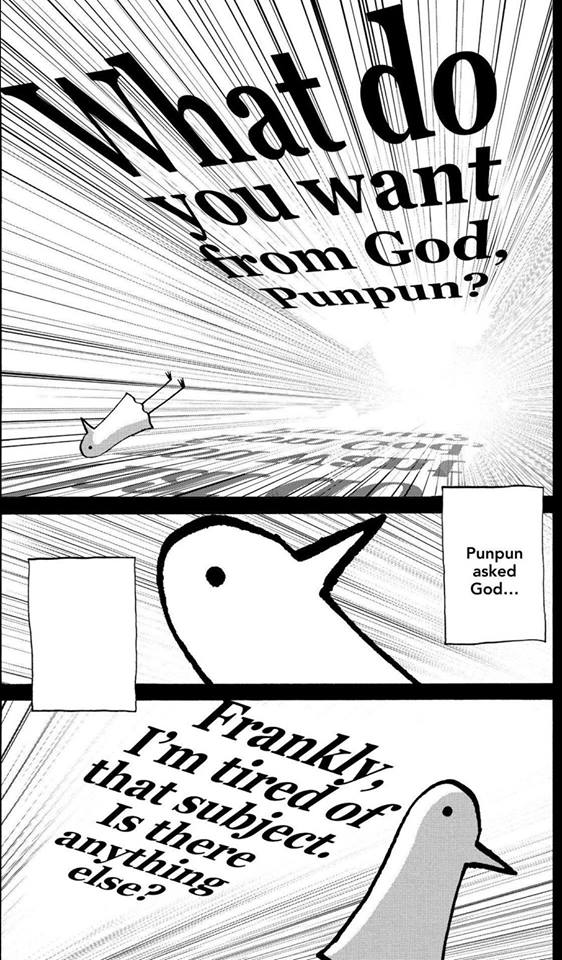 What do
you want
from God,
Punpun?
Punpun
asked
God...
Frankly,
I'm tired of
that subject.
Is there
anything
else?